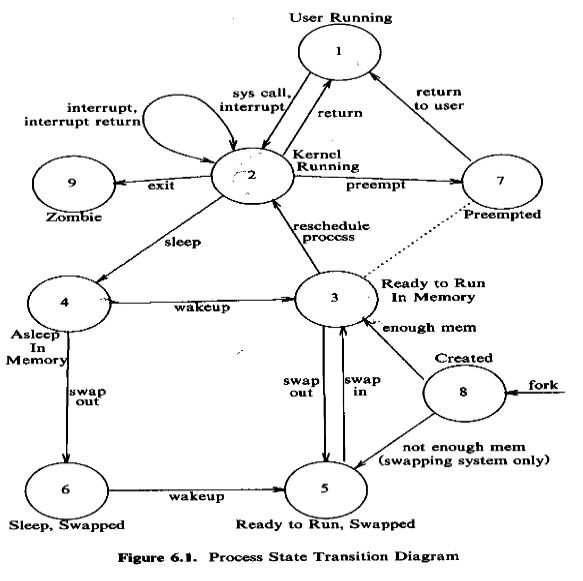 User Running
1
sys call,
interrupt
return
return
to user
interrupt,
interrupt return
Kernel
Running
2
7
9
exit
preempt
Zombie
Preempted
sleep
reschedule
process
4
wakeup
3
Ready to Run
In Memory
enough mem
Asleep
In
Memory
Created
8
fork
swap
out
swap
out
swap
in
not enough mem
(swapping system only)
6
wakeup
5
Sleep, Swapped
Ready to Run, Swapped
Figure 6.1. Process State Transition Diagram